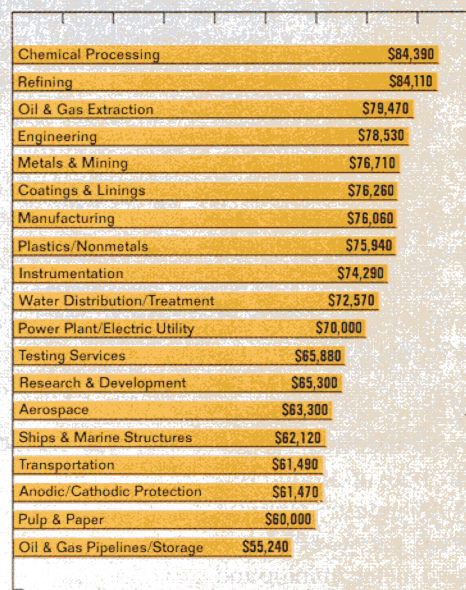 Chemical Processing $84,390
Refining $84,110
Oil & Gas Extraction $79,470
Engineering $78,530
Metals & Mining $76,710
Coatings & Linings $76,260
Manufacturing $76,060
Plastics/Nonmetals $75,940
Instrumentation $74,290
Water Distribution/Treatment $72,570
Power Plant/Electric Utility $70,000
Testing Services $65,880
Research & Development $65,300
Aerospace $63,300
Ships & Marine Structures $62,120
Transportation $61,490
Anodic/Cathodic Protection $61,470
Pulp & Paper $60,000
Oil & Gas Pipelines/Storage $55,240